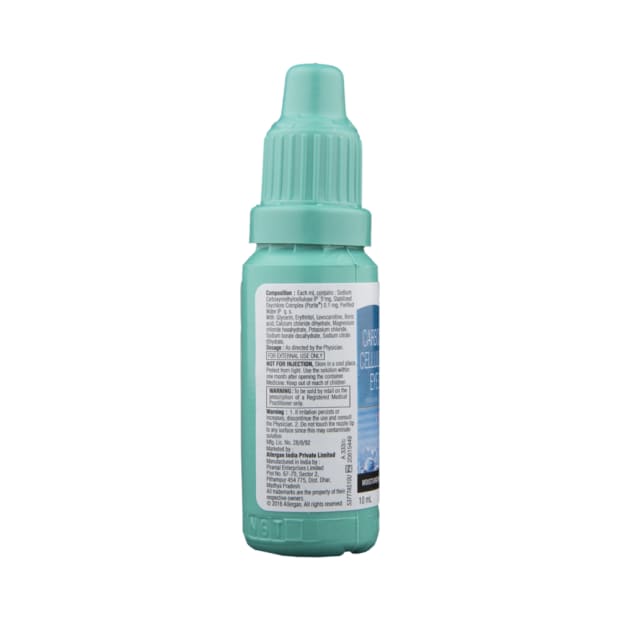 Composition : Each mL contains : Sodium
Carboxymethylcellulose IP 5 mg, Stabilized
Oxychloro Complex (Purite®) 0.1 mg, Purified
Water IP q. s.
With Glycerin, Erythritol, Levocarnitine, Boric
acid, Calcium chloride dihydrate, Magnesium
chloride hexahydrate, Potassium chloride,
Sodium borate decahydrate, Sodium citrate
dihydrate.
Dosage : As directed by the Physician.
FOR EXTERNAL USE ONLY
NOT FOR INJECTION, Store in a cool place.
Protect from light. Use the solution within
one month after opening the container.
Medicine: Keep out of reach of children.
WARNING : To be sold by retail on the
prescription of a Registered Medical
Practitioner only.
Warning : 1. If irritation persists or
increases, discontinue the use and consult
the Physician. 2. Do not touch the nozzle tip
to any surface since this may contaminate
solution.
Mfg. Lic. No. 28/6/92
Marketed by
Allergan India Private Limited
Manufactured in India by :
Piramal Enterprises Limited
Plot No. 67-70, Sector 2,
Pithampur 454 775, Dist. Dhar,
Madhya Pradesh
All trademarks are the property of their
respective owners.
© 2016 Allergan. All rights reserved
CARBO
CELLU
EYE
MOISTURE
10 mL
NGT